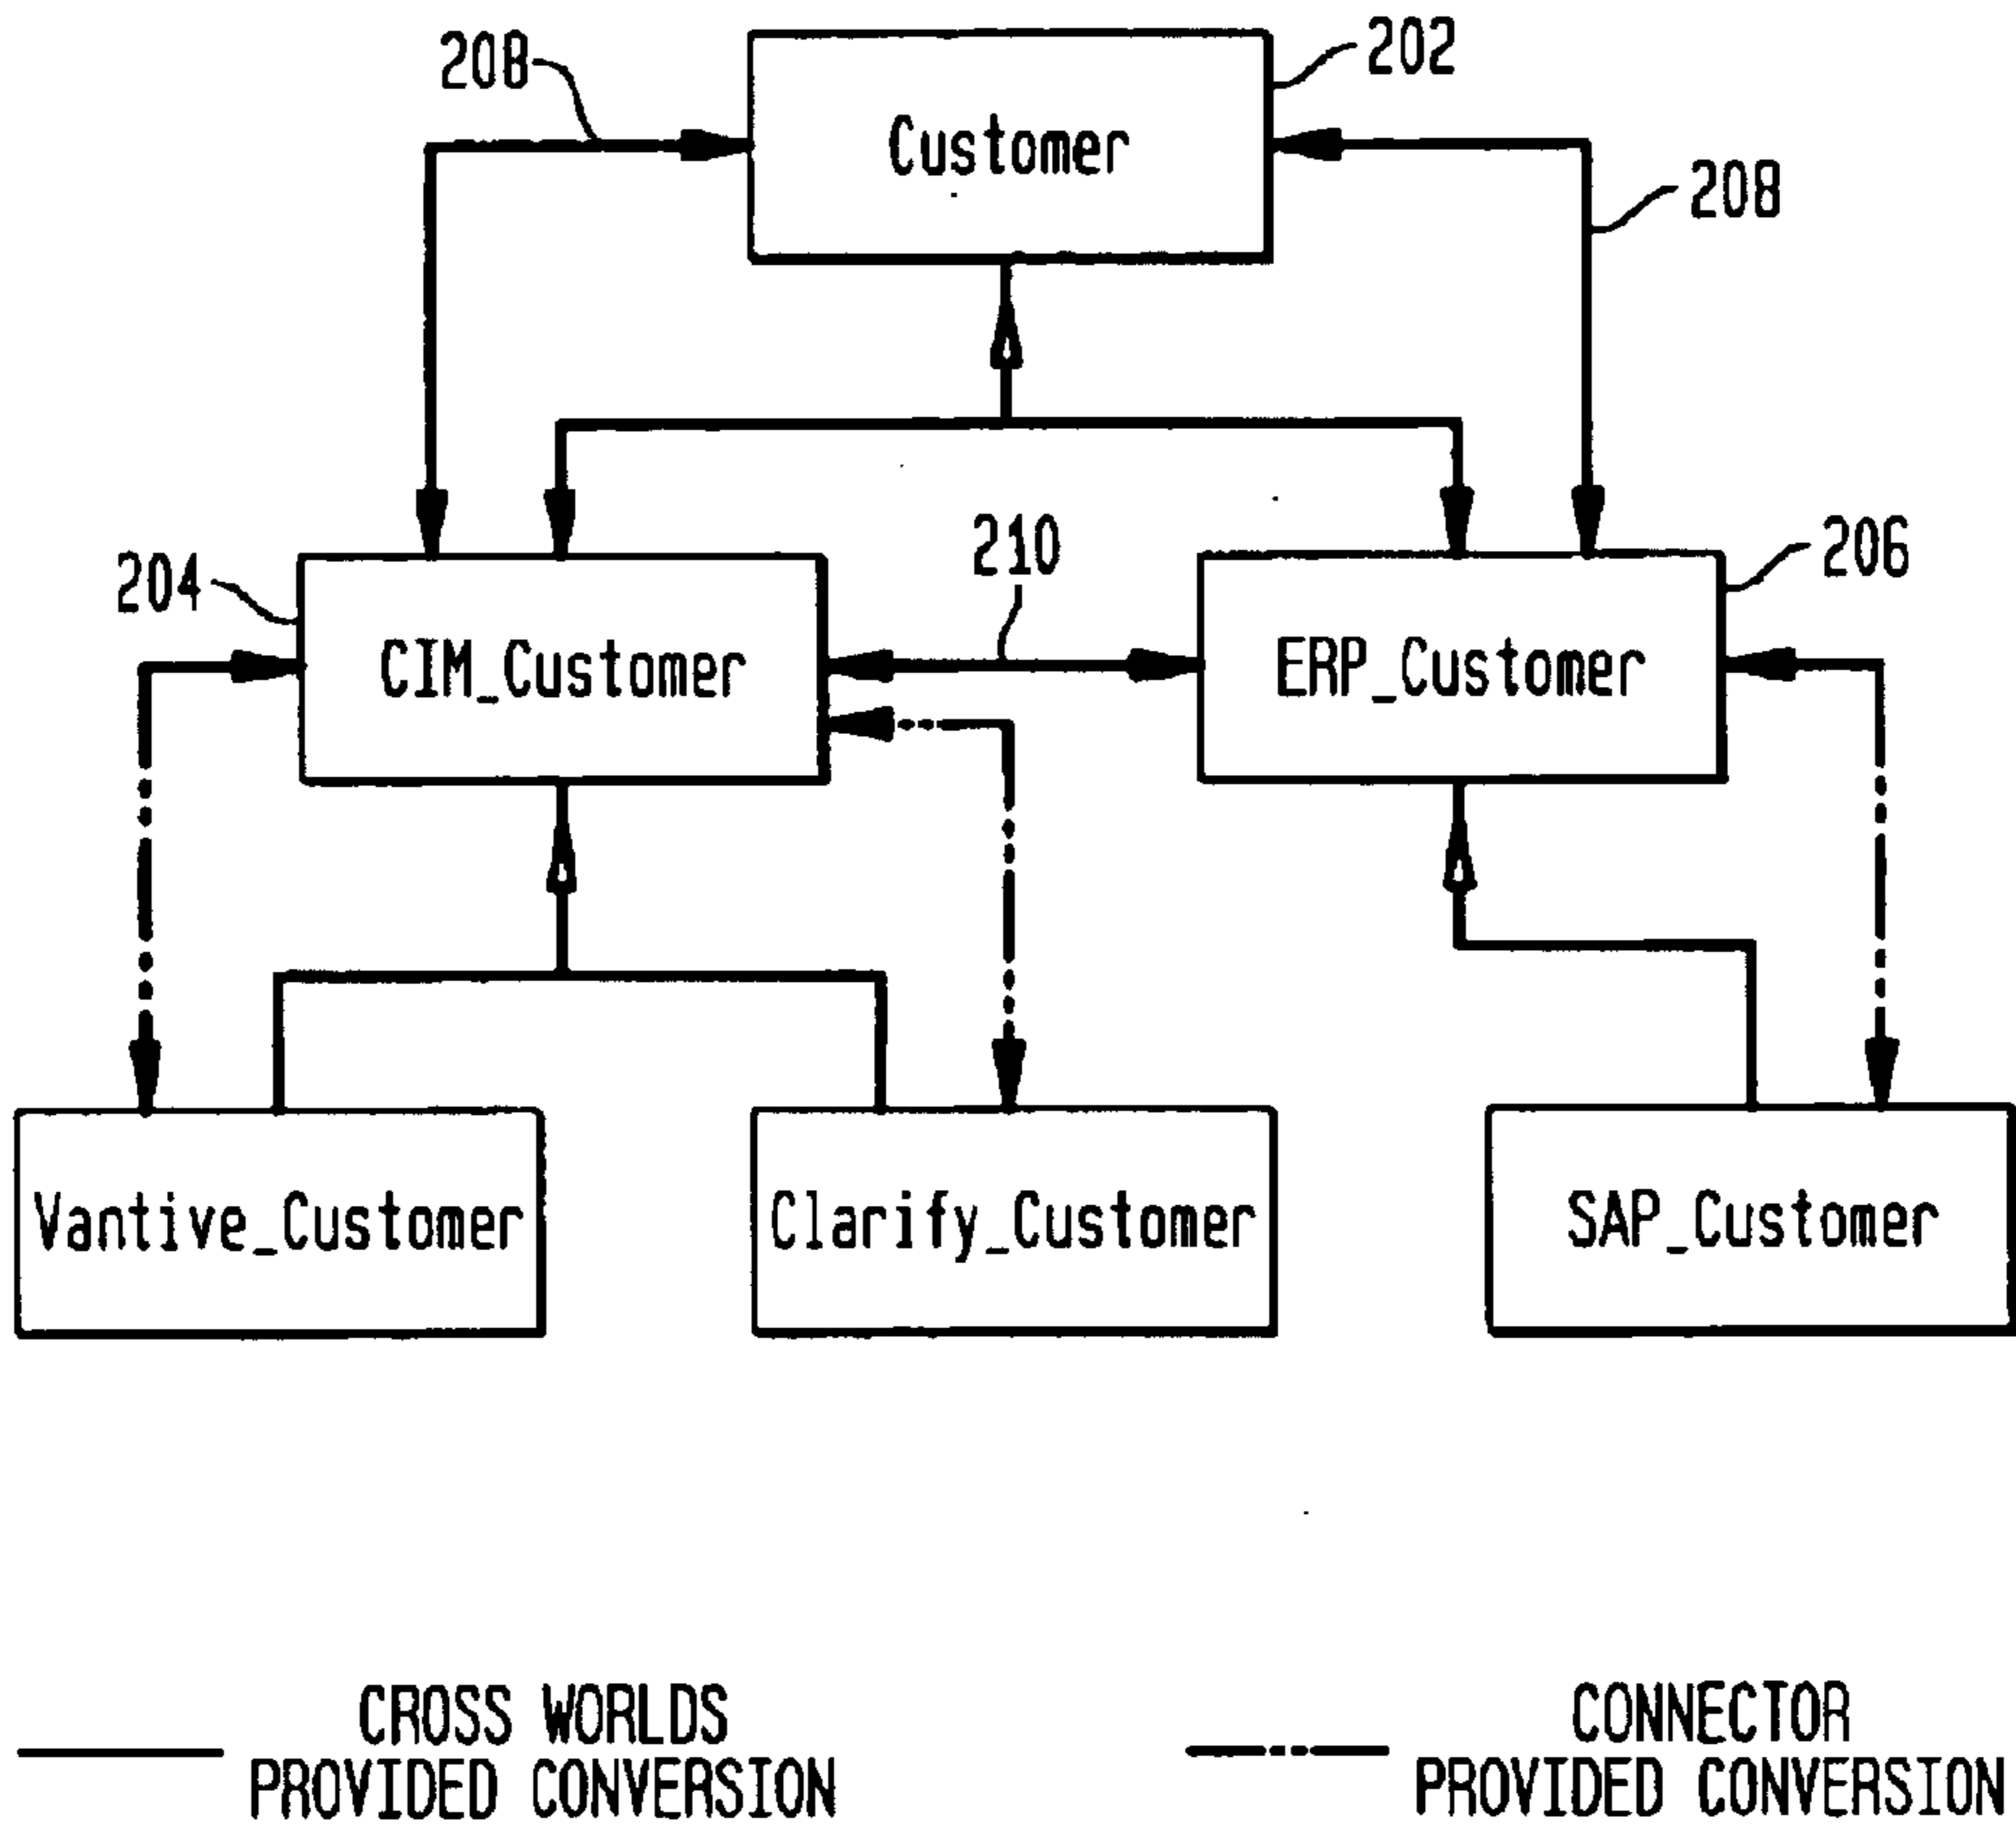 208
202
Customer
208
204
210
206
CIM_Customer
ERP_Customer
Vantive_Customer
Clarify_Customer
SAP_Customer
CROSS WORLDS
PROVIDED CONVERSION
CONNECTOR
PROVIDED CONVERSION